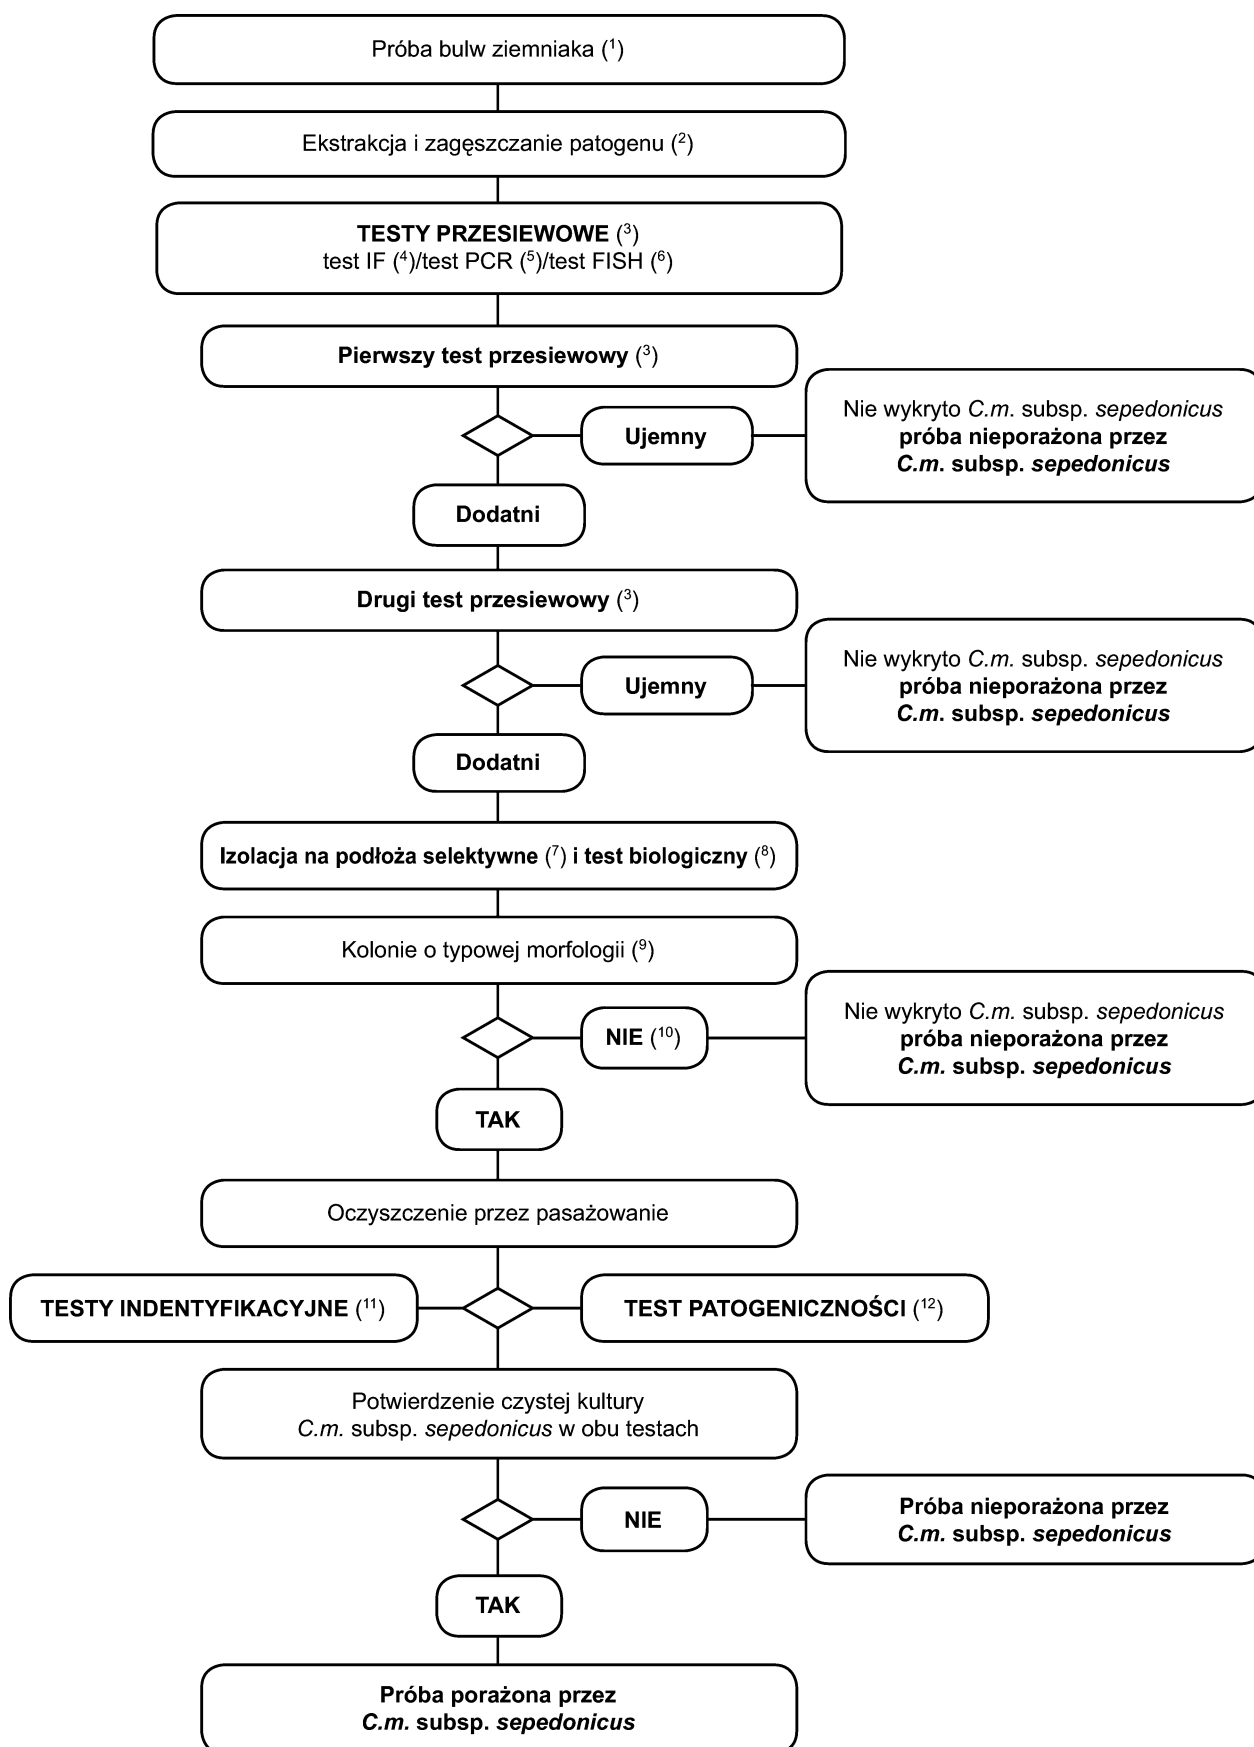 Próba bulw ziemniaka (1)
Ekstrakcja i zagęszczanie patogenu (2)
TESTY PRZESIEWOWE (3)
test IF (4)/test PCR (5)/test FISH (6)
Pierwszy test przesiewowy (3)
Ujemny
Nie wykryto C.m. subsp. sepedonicus
próba nieporażona przez
C.m. subsp. sepedonicus
Dodatni
Drugi test przesiewowy (3)
Ujemny
Nie wykryto C.m. subsp. sepedonicus
próba nieporażona przez
C.m. subsp. sepedonicus
Dodatni
Izolacja na podłoża selektywne (7) i test biologiczny (8)
Kolonie o typowej morfologii (9)
NIE (10)
Nie wykryto C.m. subsp. sepedonicus
próba nieporażona przez
C.m. subsp. sepedonicus
TAK
Oczyszczenie przez pasażowanie
TESTY INDENTYFIKACYJNE (11)
TEST PATOGENICZNOŚCI (12)
Potwierdzenie czystej kultury
C.m. subsp. sepedonicus w obu testach
NIE
Próba nieporażona przez
C.m. subsp. sepedonicus
TAK
Próba porażona przez
C.m. subsp. sepedonicus